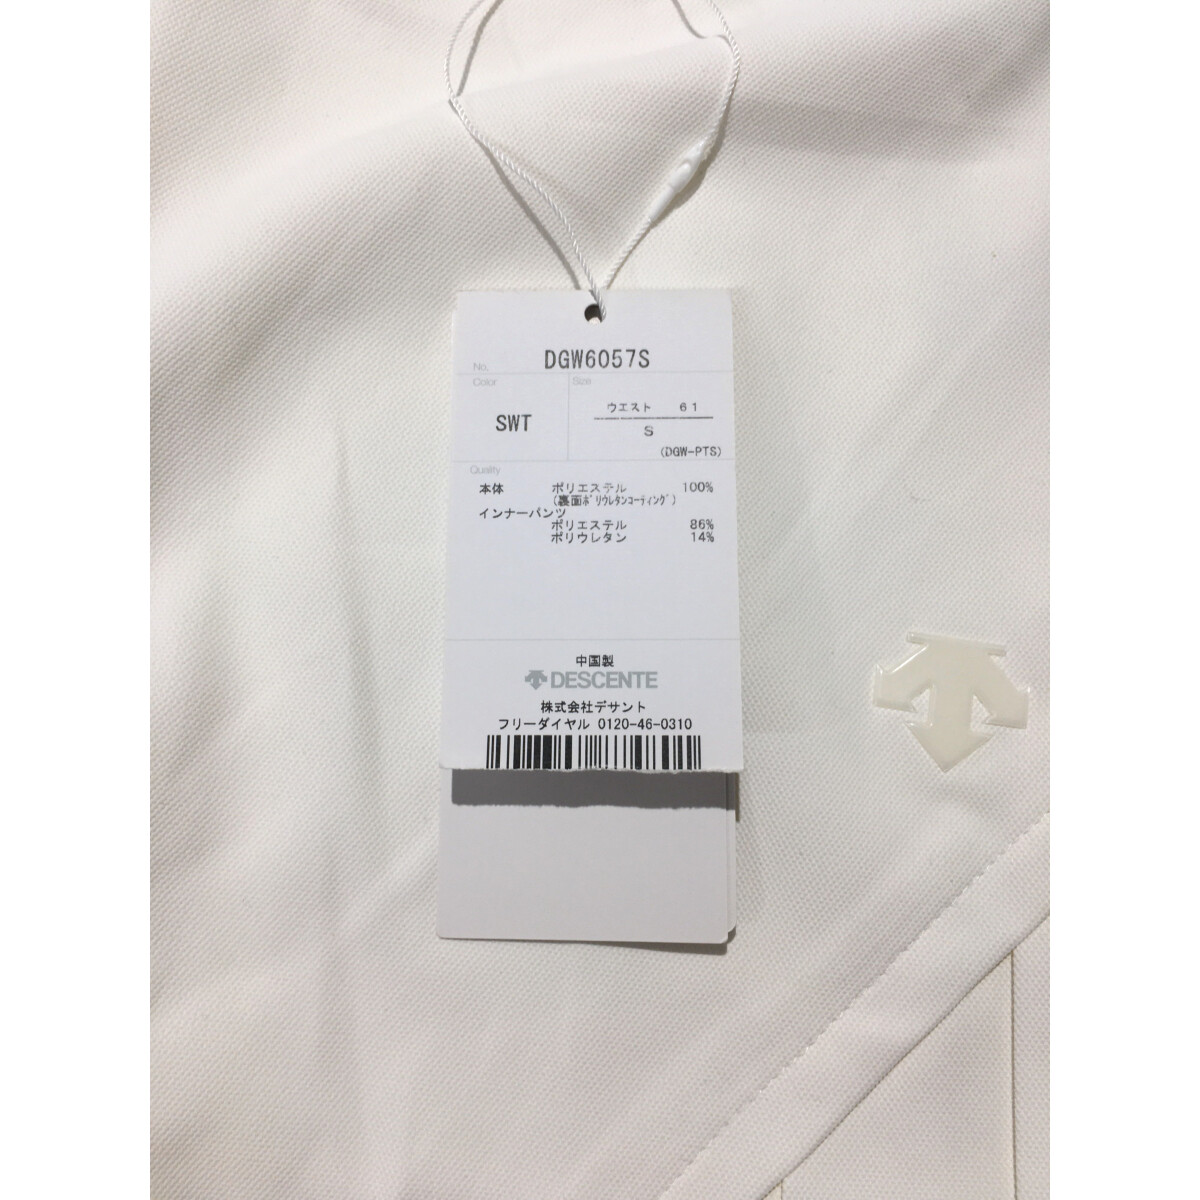 No. DGW6057S
Color Size
ウエスト 61
SWT
S
(DGW-PTS)
Quality
本体 ポリエステル 100%
(裏面ﾎﾟﾘｳﾚﾀﾝｺｰﾃｨﾝｸﾞ)
インナーパンツ
ポリエステル 86%
ポリウレタン 14%
中国製
DESCENTE
株式会社デサント
フリーダイヤル 0120-46-0310